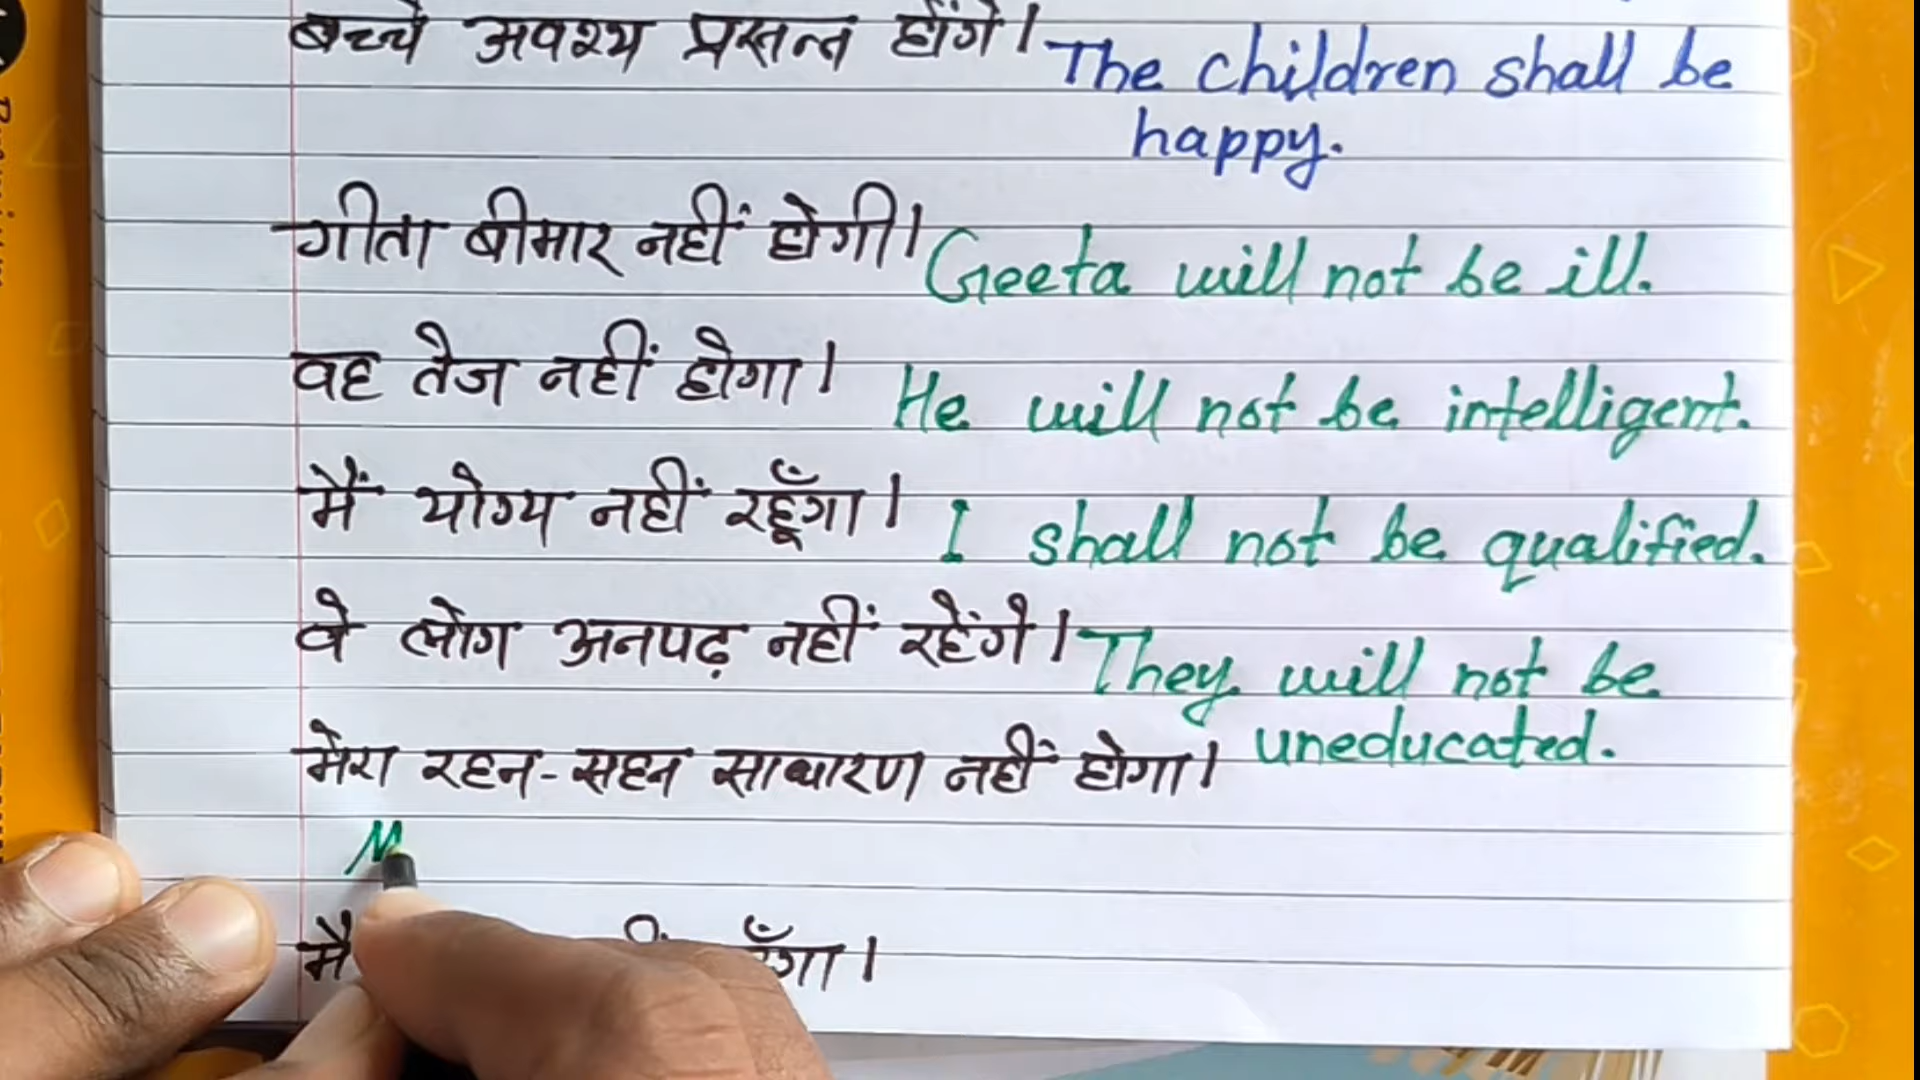 बच्चे अवश्य प्रसन्न होंगे। The children shall be
happy.
गीता बीमार नहीं होगी। Geeta will not be ill.
वह तेज नहीं होगा। He will not be intelligent.
मैं योग्य नहीं रहूँगा। I shall not be qualified.
वे लोग अनपढ़ नहीं रहेंगे। They will not be
uneducated.
मेरा रहन-सहन साधारण नहीं होगा।
M